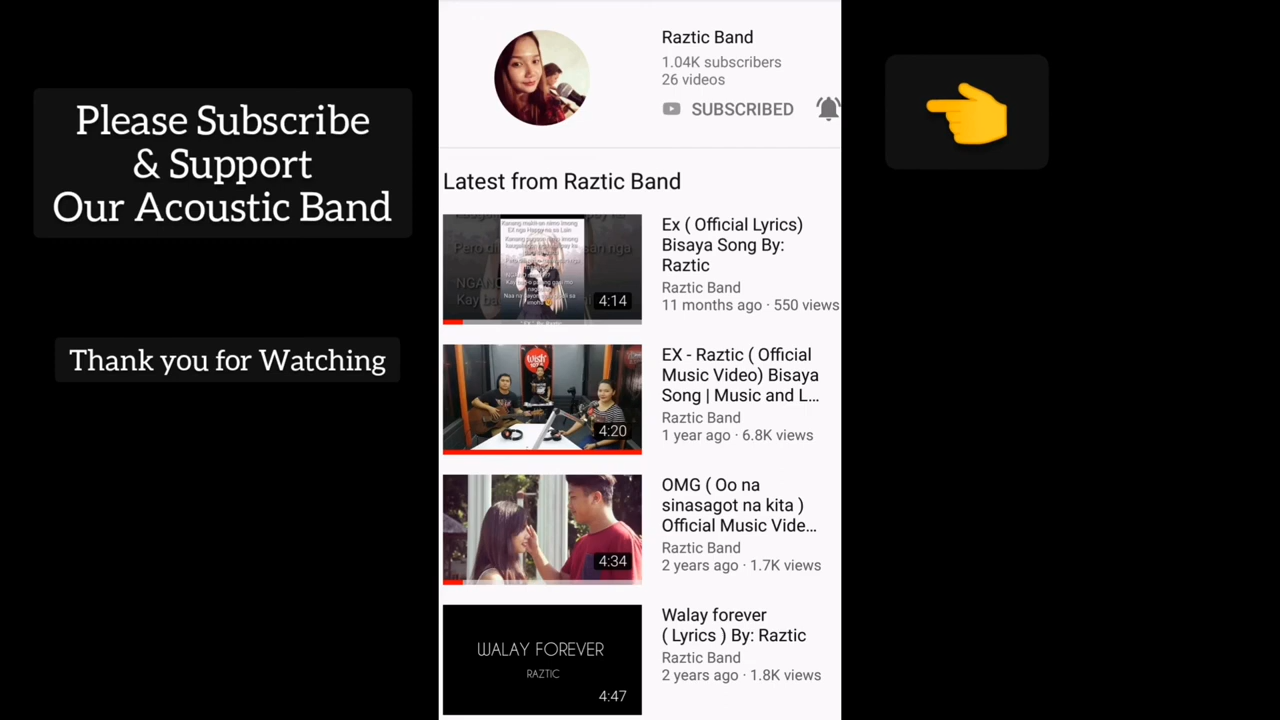 Please Subscribe
& Support
Our Acoustic Band
Thank you for Watching
Raztic Band
1.04K subscribers
26 videos
SUBSCRIBED
Latest from Raztic Band
4:14
Ex ( Official Lyrics)
Bisaya Song By:
Raztic
Raztic Band
11 months ago · 550 views
wish
4:20
EX - Raztic ( Official
Music Video) Bisaya
Song | Music and L...
Raztic Band
1 year ago · 6.8K views
4:34
OMG ( Oo na
sinasagot na kita )
Official Music Vide...
Raztic Band
2 years ago · 1.7K views
WALAY FOREVER
RAZTIC
4:47
Walay forever
( Lyrics ) By: Raztic
Raztic Band
2 years ago · 1.8K views